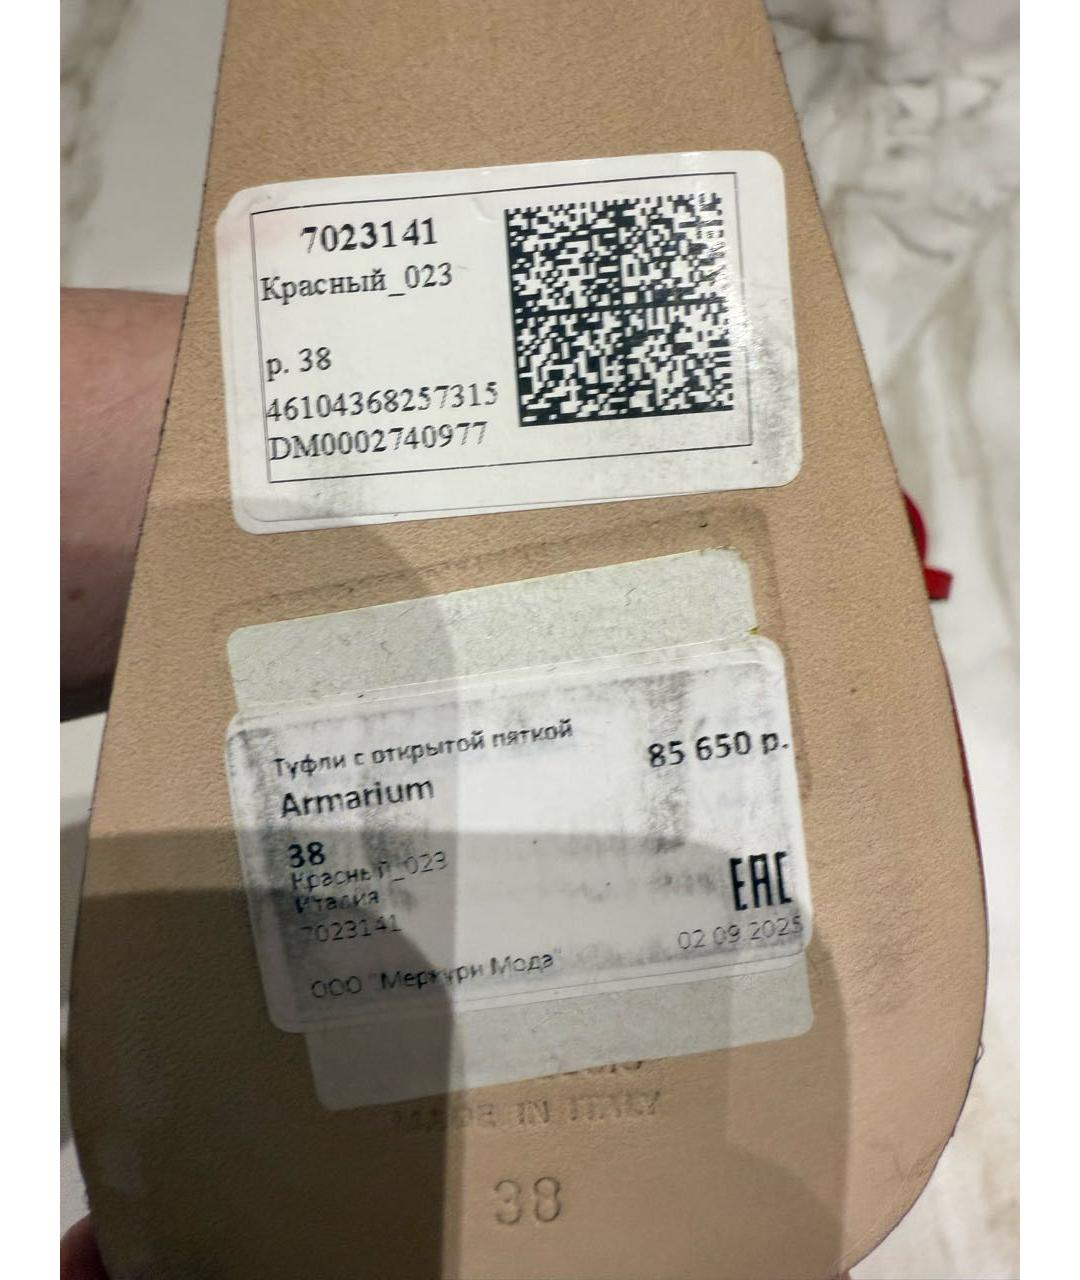 7023141
Красный_023
р. 38
46104368257315
DM0002740977
Туфли с открытой пяткой
85 650 р.
Armarium
38
Красный_023
Италия
7023141
EAC
02 09 2025
ООО "Меркури Мода"
MADE IN ITALY
38